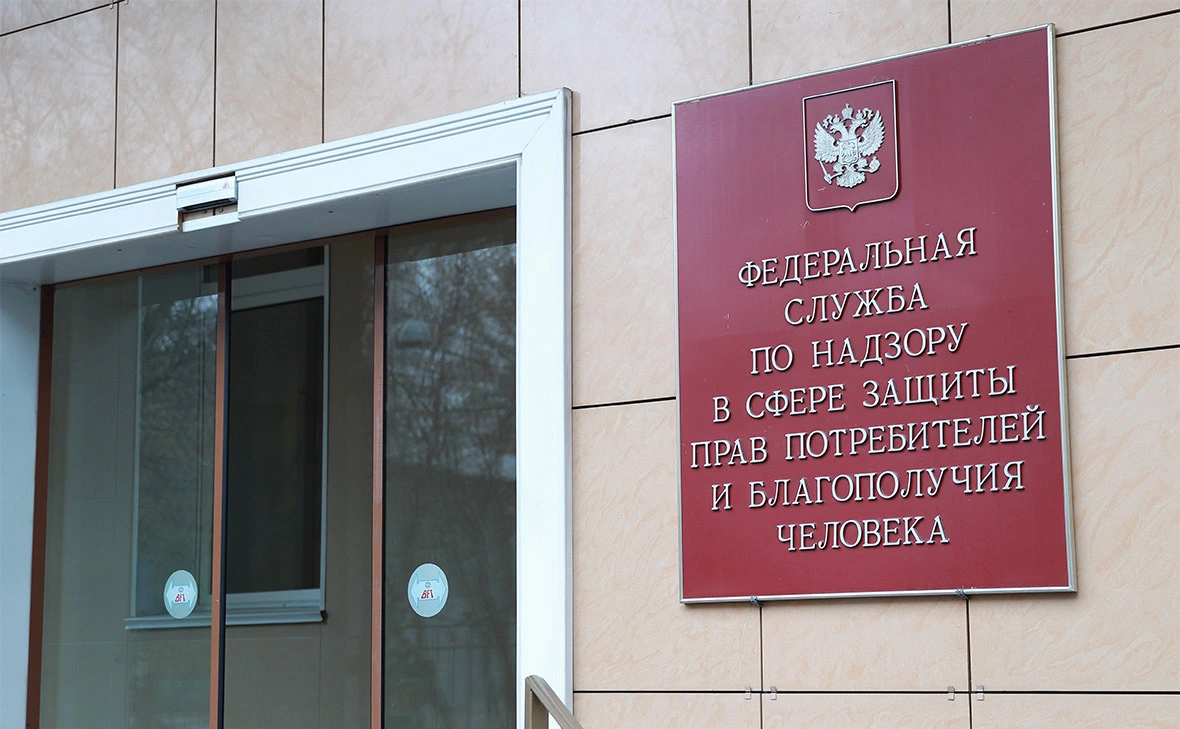 ФЕДЕРАЛЬНАЯ
СЛУЖБА
ПО НАДЗОРУ
В СФЕРЕ ЗАЩИТЫ
ПРАВ ПОТРЕБИТЕЛЕЙ
И БЛАГОПОЛУЧИЯ
ЧЕЛОВЕКА